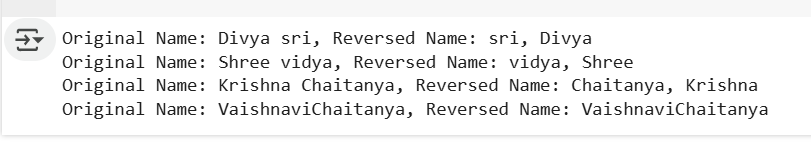 Original Name: Divya sri, Reversed Name: sri, Divya
Original Name: Shree vidya, Reversed Name: vidya, Shree
Original Name: Krishna Chaitanya, Reversed Name: Chaitanya, Krishna
Original Name: VaishnaviChaitanya, Reversed Name: VaishnaviChaitanya